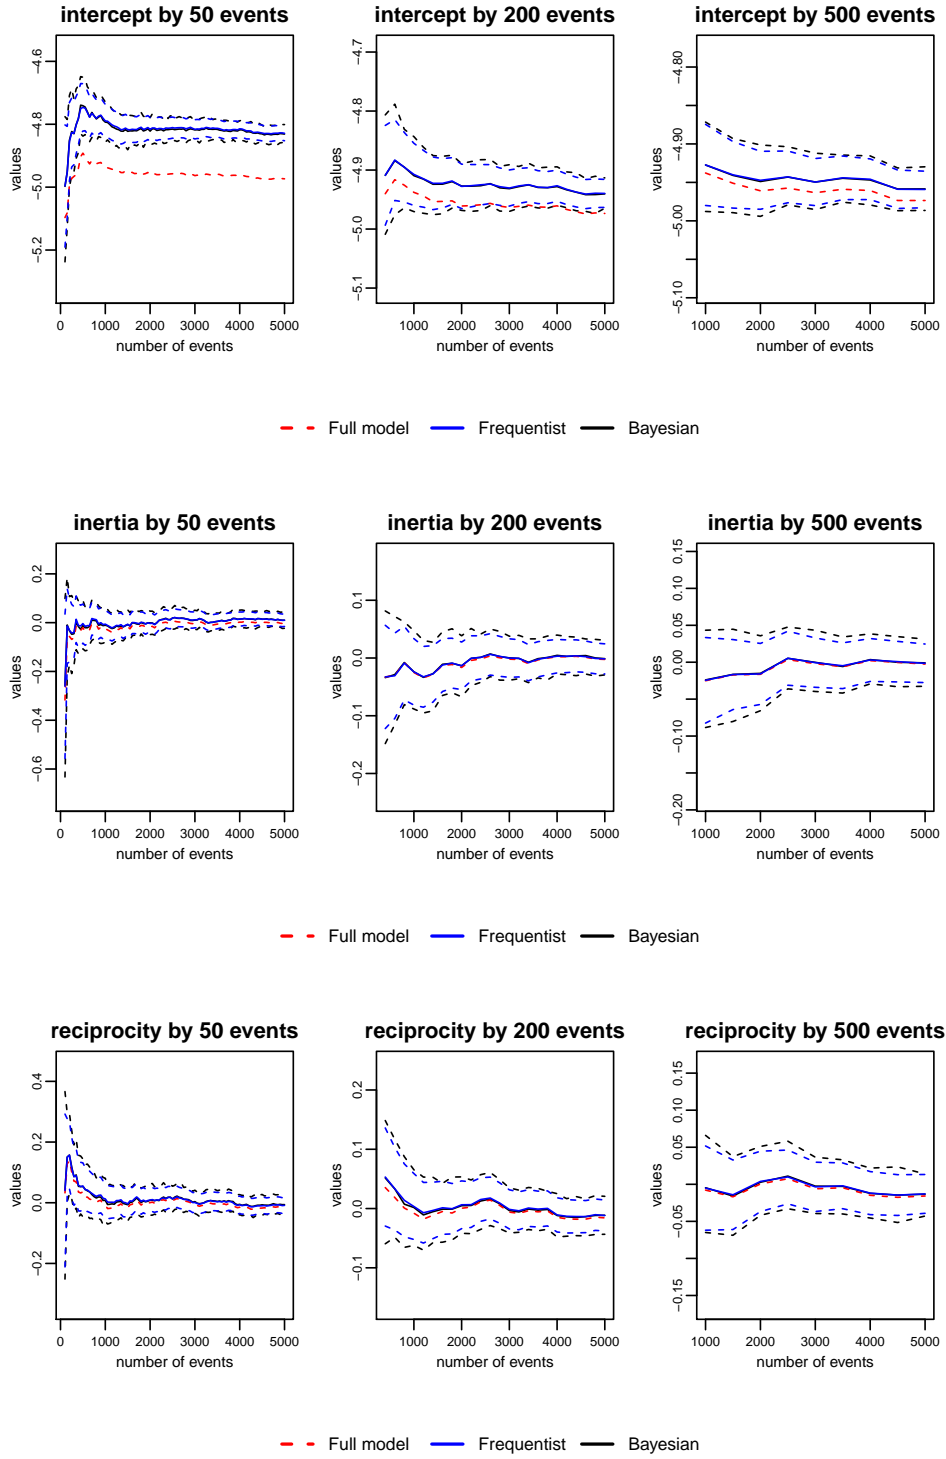 intercept by 50 events intercept by 200 events intercept by 500 events
values −4.6 −4.8 −5.0 −5.2
0 1000 2000 3000 4000 5000
number of events
values −4.7 −4.8 −4.9 −5.0 −5.1
1000 2000 3000 4000 5000
number of events
values −4.80 −4.90 −5.00 −5.10
1000 2000 3000 4000 5000
number of events
Full model Frequentist Bayesian
inertia by 50 events inertia by 200 events inertia by 500 events
values 0.2 0.0 −0.2 −0.4 −0.6
0 1000 2000 3000 4000 5000
number of events
values 0.1 0.0 −0.1 −0.2
1000 2000 3000 4000 5000
number of events
values 0.15 0.05 0.00 −0.10 −0.20
1000 2000 3000 4000 5000
number of events
Full model Frequentist Bayesian
reciprocity by 50 events reciprocity by 200 events reciprocity by 500 events
values 0.4 0.2 0.0 −0.2
0 1000 2000 3000 4000 5000
number of events
values 0.2 0.1 0.0 −0.1
1000 2000 3000 4000 5000
number of events
values 0.15 0.10 0.05 −0.05 −0.15
1000 2000 3000 4000 5000
number of events
Full model Frequentist Bayesian